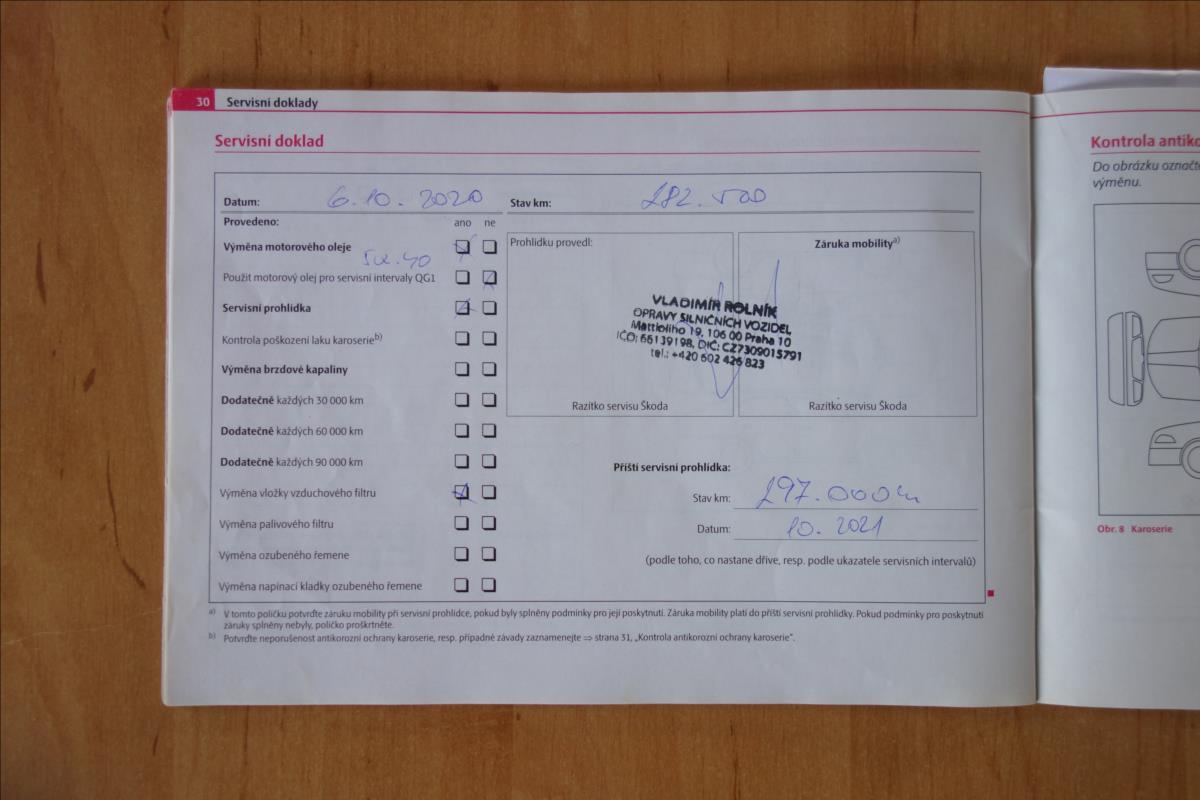 30 Servisní doklady
Servisní doklad
Datum: 6.10. 2020 Stav km: 282. 500
Provedeno: ano ne
Výměna motorového oleje
5w.40
Použit motorový olej pro servisní intervaly QG1
Servisní prohlídka
Kontrola poškození laku karoserieb)
Výměna brzdové kapaliny
Dodatečně každých 30 000 km
Dodatečně každých 60 000 km
Dodatečně každých 90 000 km
Výměna vložky vzduchového filtru
Výměna palivového filtru
Výměna ozubeného řemene
Výměna napínací kladky ozubeného řemene
Prohlídku provedl:
Záruka mobilitya)
VLADIMÍR ROLNÍK
OPRAVY SILNIČNÍCH VOZIDEL
Mattioliho 19, 106 00 Praha 10
IČO: 66139198, DIČ: CZ7309015791
tel.: +420 602 426 823
Razítko servisu Škoda
Razítko servisu Škoda
Příští servisní prohlídka:
Stav km: 297.000
Datum: 10. 2021
(podle toho, co nastane dříve, resp. podle ukazatele servisních intervalů)
a) V tomto políčku potvrďte záruku mobility při servisní prohlídce, pokud byly splněny podmínky pro její poskytnutí. Záruka mobility platí do příští servisní prohlídky. Pokud podmínky pro poskytnutí
záruky splněny nebyly, políčko proškrtněte.
b) Potvrďte neporušenost antikorozní ochrany karoserie, resp. případné závady zaznamenejte ⇒ strana 31, „Kontrola antikorozní ochrany karoserie".
Kontrola antiko
Do obrázku označte
výměnu.
Obr. 8 Karoserie